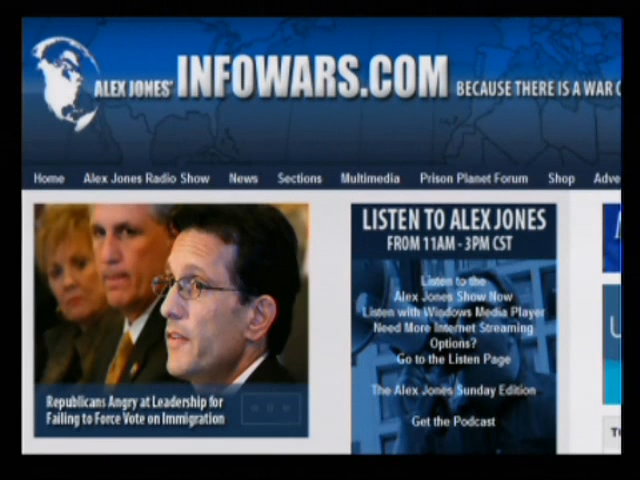 ALEX JONES' INFOWARS.COM BECAUSE THERE IS A WAR
Home Alex Jones Radio Show News Sections Multimedia Prison Planet Forum Shop Adve
LISTEN TO ALEX JONES
FROM 11AM - 3PM CST
Listen to the
Alex Jones Show Now
Listen with Windows Media Player
Need More Internet Streaming
Options?
Go to the Listen Page
The Alex Jones Sunday Edition
Get the Podcast
Republicans Angry at Leadership for
Failing to Force Vote on Immigration